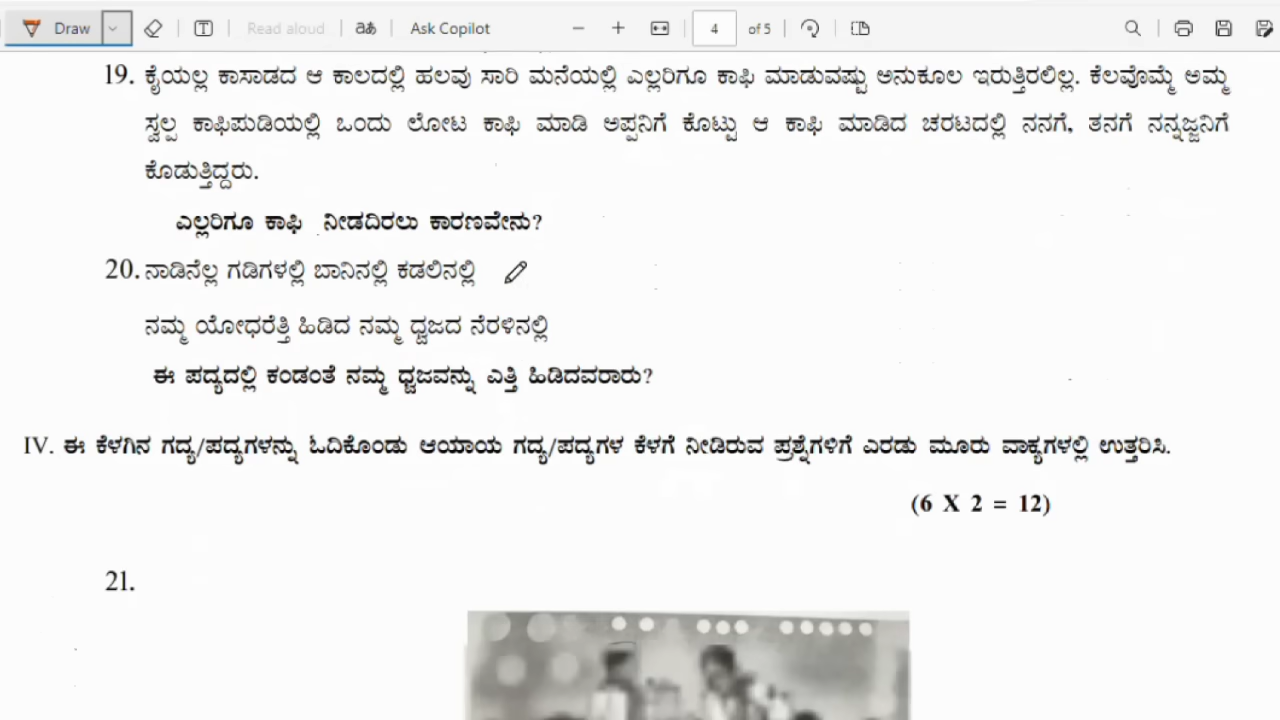 Draw
Read aloud
aあ
Ask Copilot
4
of 5
19. ಕೈಯಲ್ಲ ಕಾಸಾಡದ ಆ ಕಾಲದಲ್ಲಿ ಹಲವು ಸಾರಿ ಮನೆಯಲ್ಲಿ ಎಲ್ಲರಿಗೂ ಕಾಫಿ ಮಾಡುವಷ್ಟು ಅನುಕೂಲ ಇರುತ್ತಿರಲಿಲ್ಲ. ಕೆಲವೊಮ್ಮೆ ಅಮ್ಮ
ಸ್ವಲ್ಪ ಕಾಫಿಪುಡಿಯಲ್ಲಿ ಒಂದು ಲೋಟ ಕಾಫಿ ಮಾಡಿ ಅಪ್ಪನಿಗೆ ಕೊಟ್ಟು ಆ ಕಾಫಿ ಮಾಡಿದ ಚರಟದಲ್ಲಿ ನನಗೆ, ತನಗೆ ನನ್ನಜ್ಜನಿಗೆ
ಕೊಡುತ್ತಿದ್ದರು.
ಎಲ್ಲರಿಗೂ ಕಾಫಿ ನೀಡದಿರಲು ಕಾರಣವೇನು?
20. ನಾಡಿನೆಲ್ಲ ಗಡಿಗಳಲ್ಲಿ ಬಾನಿನಲ್ಲಿ ಕಡಲಿನಲ್ಲಿ
ನಮ್ಮ ಯೋಧರೆತ್ತಿ ಹಿಡಿದ ನಮ್ಮ ಧ್ವಜದ ನೆರಳಿನಲ್ಲಿ
ಈ ಪದ್ಯದಲ್ಲಿ ಕಂಡಂತೆ ನಮ್ಮ ಧ್ವಜವನ್ನು ಎತ್ತಿ ಹಿಡಿದವರಾರು?
IV. ಈ ಕೆಳಗಿನ ಗದ್ಯ/ಪದ್ಯಗಳನ್ನು ಓದಿಕೊಂಡು ಆಯಾಯ ಗದ್ಯ/ಪದ್ಯಗಳ ಕೆಳಗೆ ನೀಡಿರುವ ಪ್ರಶ್ನೆಗಳಿಗೆ ಎರಡು ಮೂರು ವಾಕ್ಯಗಳಲ್ಲಿ ಉತ್ತರಿಸಿ.
(6 X 2 = 12)
21.